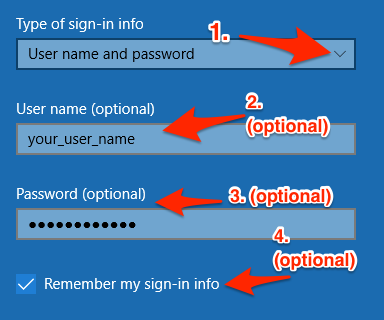 Type of sign-in info
1.
User name and password
User name (optional)
2.
(optional)
your_user_name
Password (optional)
3. (optional)
●●●●●●●●●●●●
4.
(optional)
Remember my sign-in info